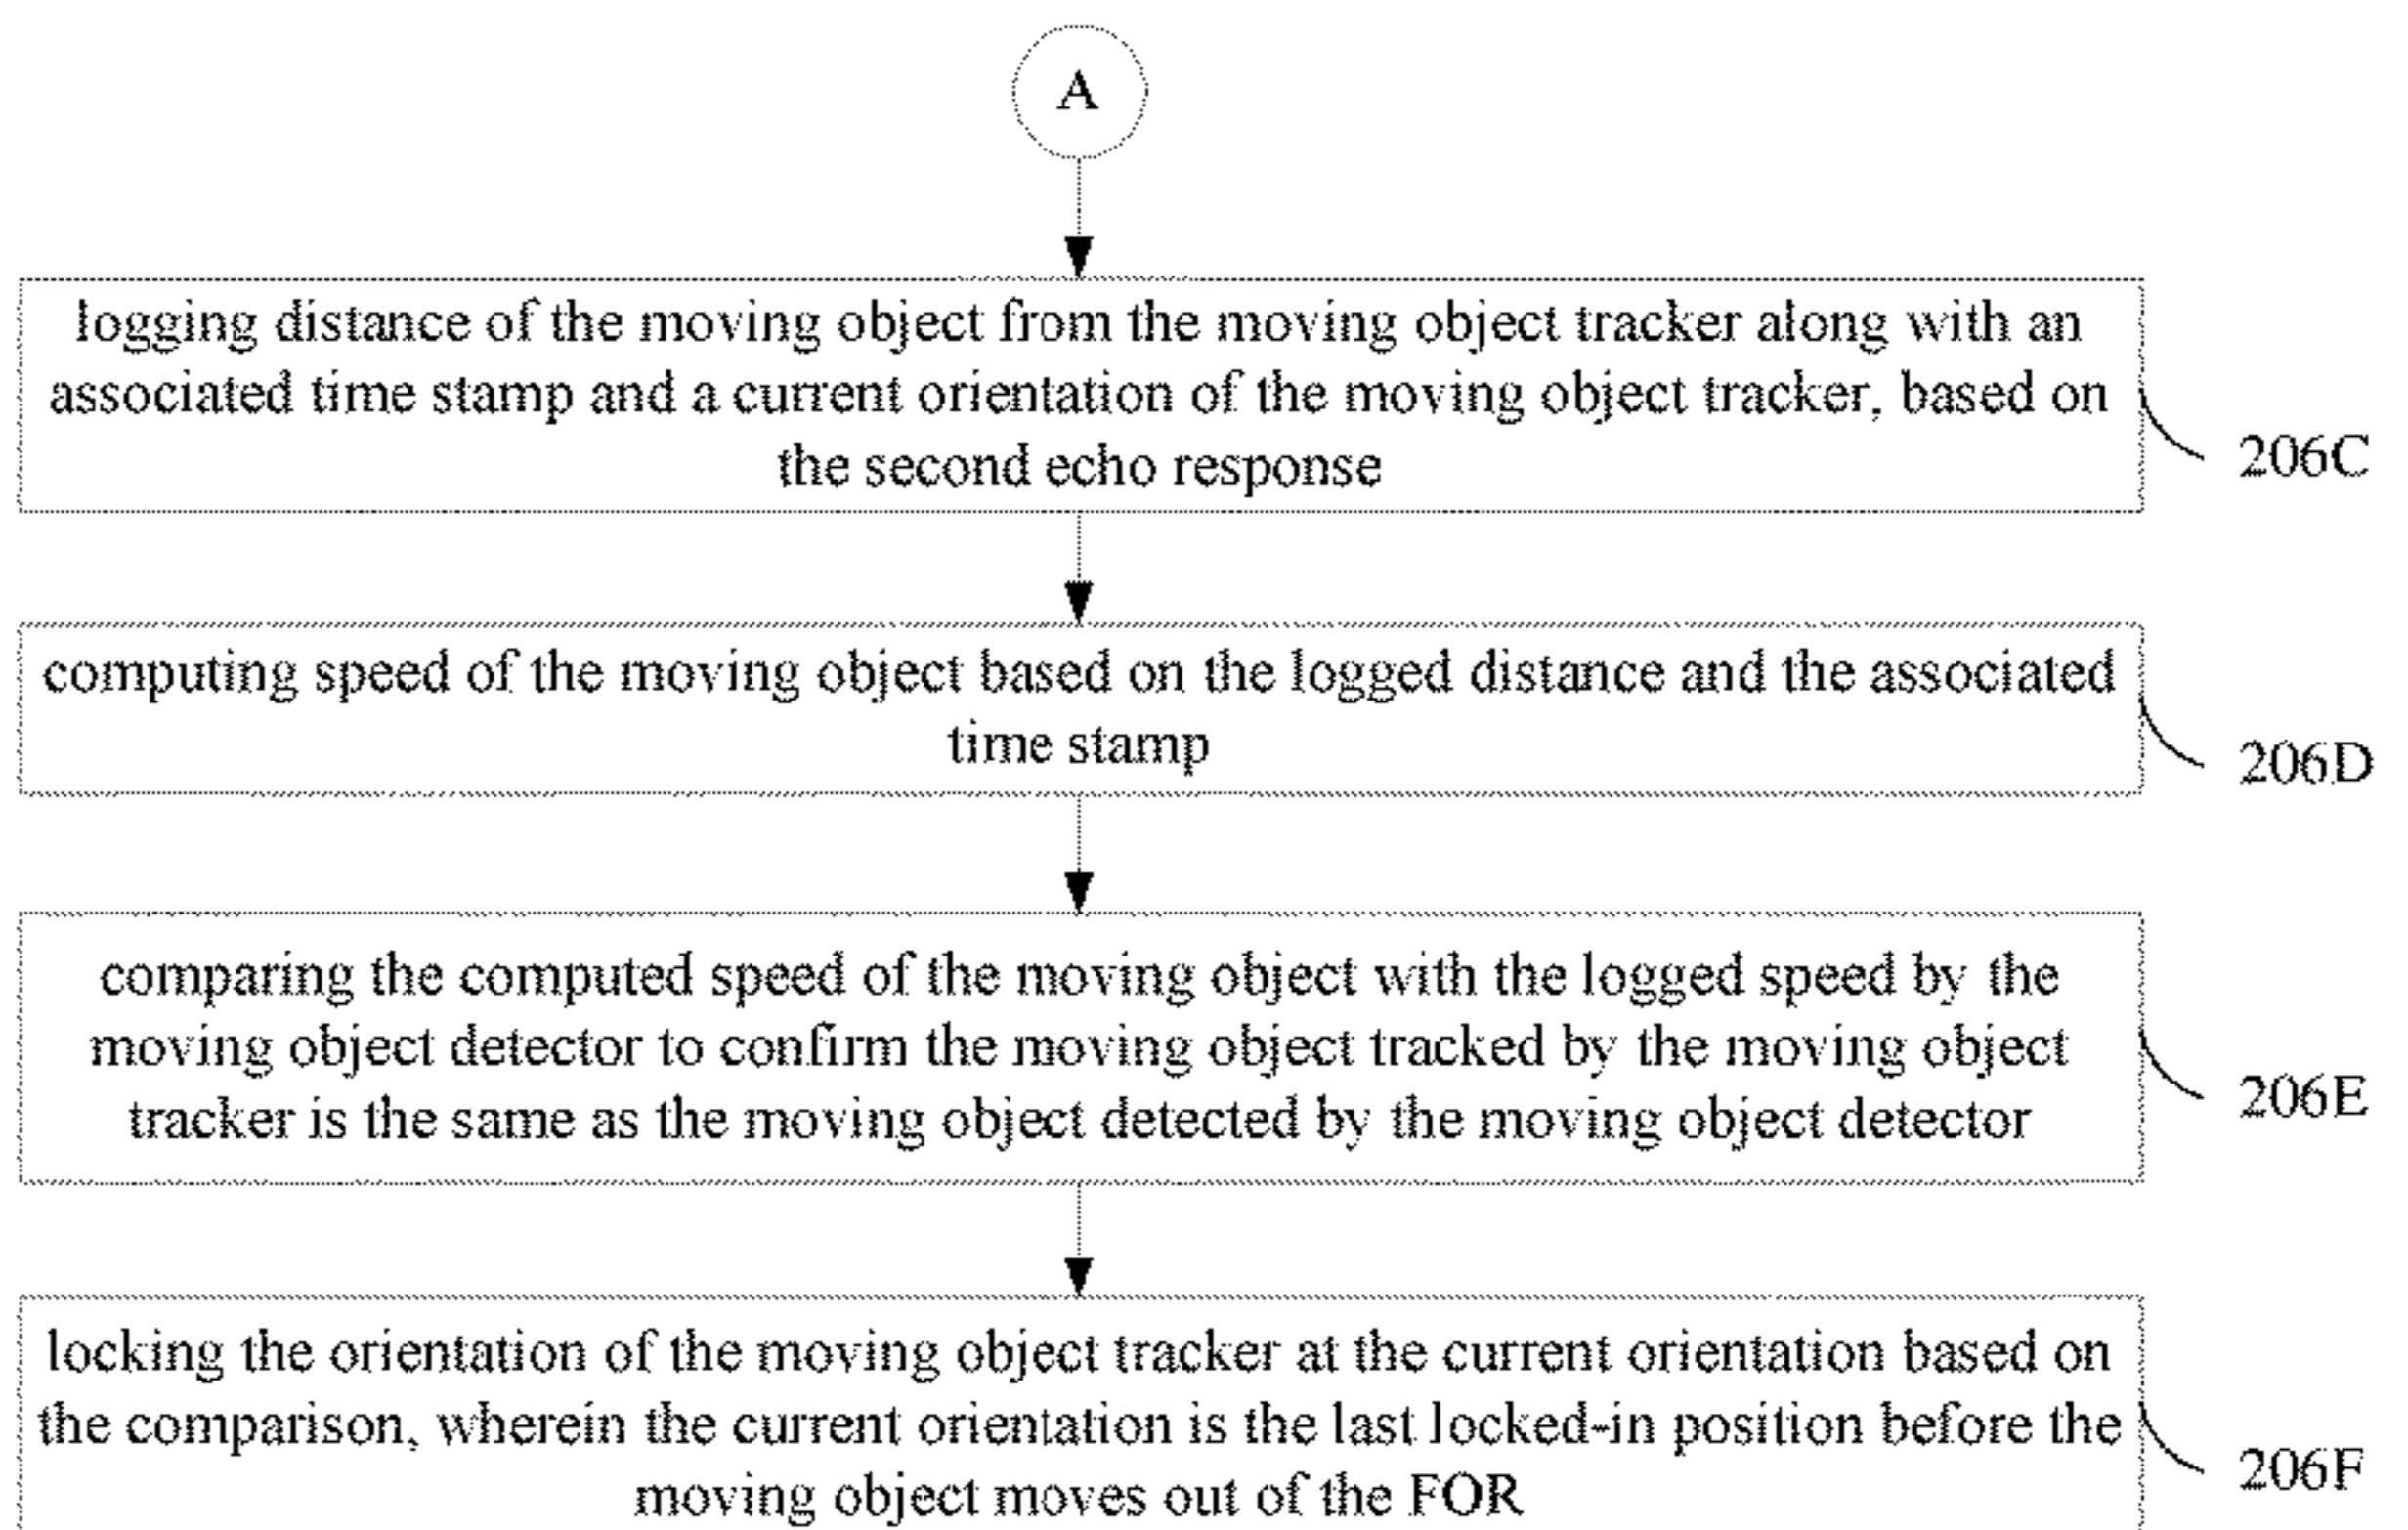 A
logging distance of the moving object from the moving object tracker along with an
associated time stamp and a current orientation of the moving object tracker, based on
the second echo response
206C
computing speed of the moving object based on the logged distance and the associated
time stamp
206D
comparing the computed speed of the moving object with the logged speed by the
moving object detector to confirm the moving object tracked by the moving object
tracker is the same as the moving object detected by the moving object detector
206E
locking the orientation of the moving object tracker at the current orientation based on
the comparison, wherein the current orientation is the last locked-in position before the
moving object moves out of the FOR
206F